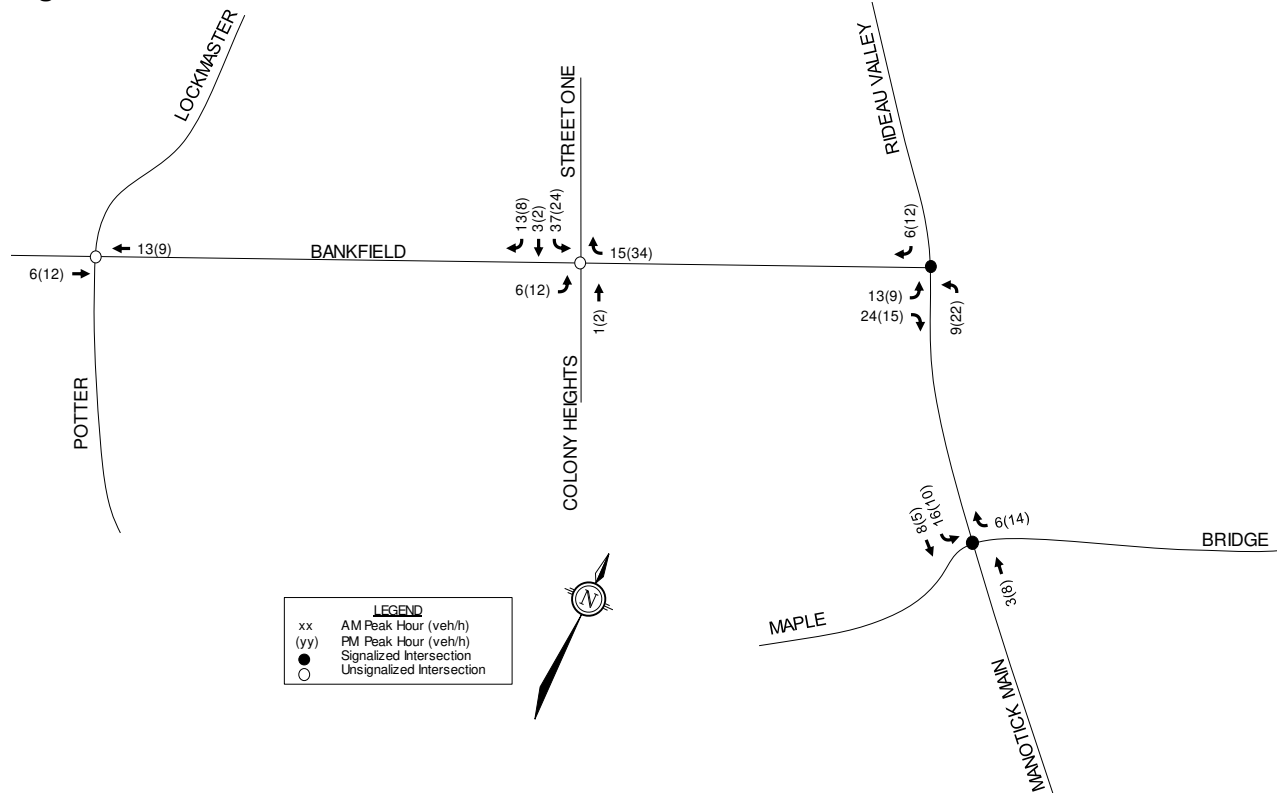 LOCKMASTER
STREET ONE
RIDEAU VALLEY
13(8)
3(2)
37(24)
6(12)
13(9)
BANKFIELD
15(34)
6(12)
6(12)
1(2)
13(9)
24(15)
9(22)
POTTER
COLONY HEIGHTS
8(5)
16(10)
6(14)
BRIDGE
3(8)
MAPLE
MANOTICK MAIN
N
LEGEND
xx AM Peak Hour (veh/h)
(yy) PM Peak Hour (veh/h)
Signalized Intersection
Unsignalized Intersection